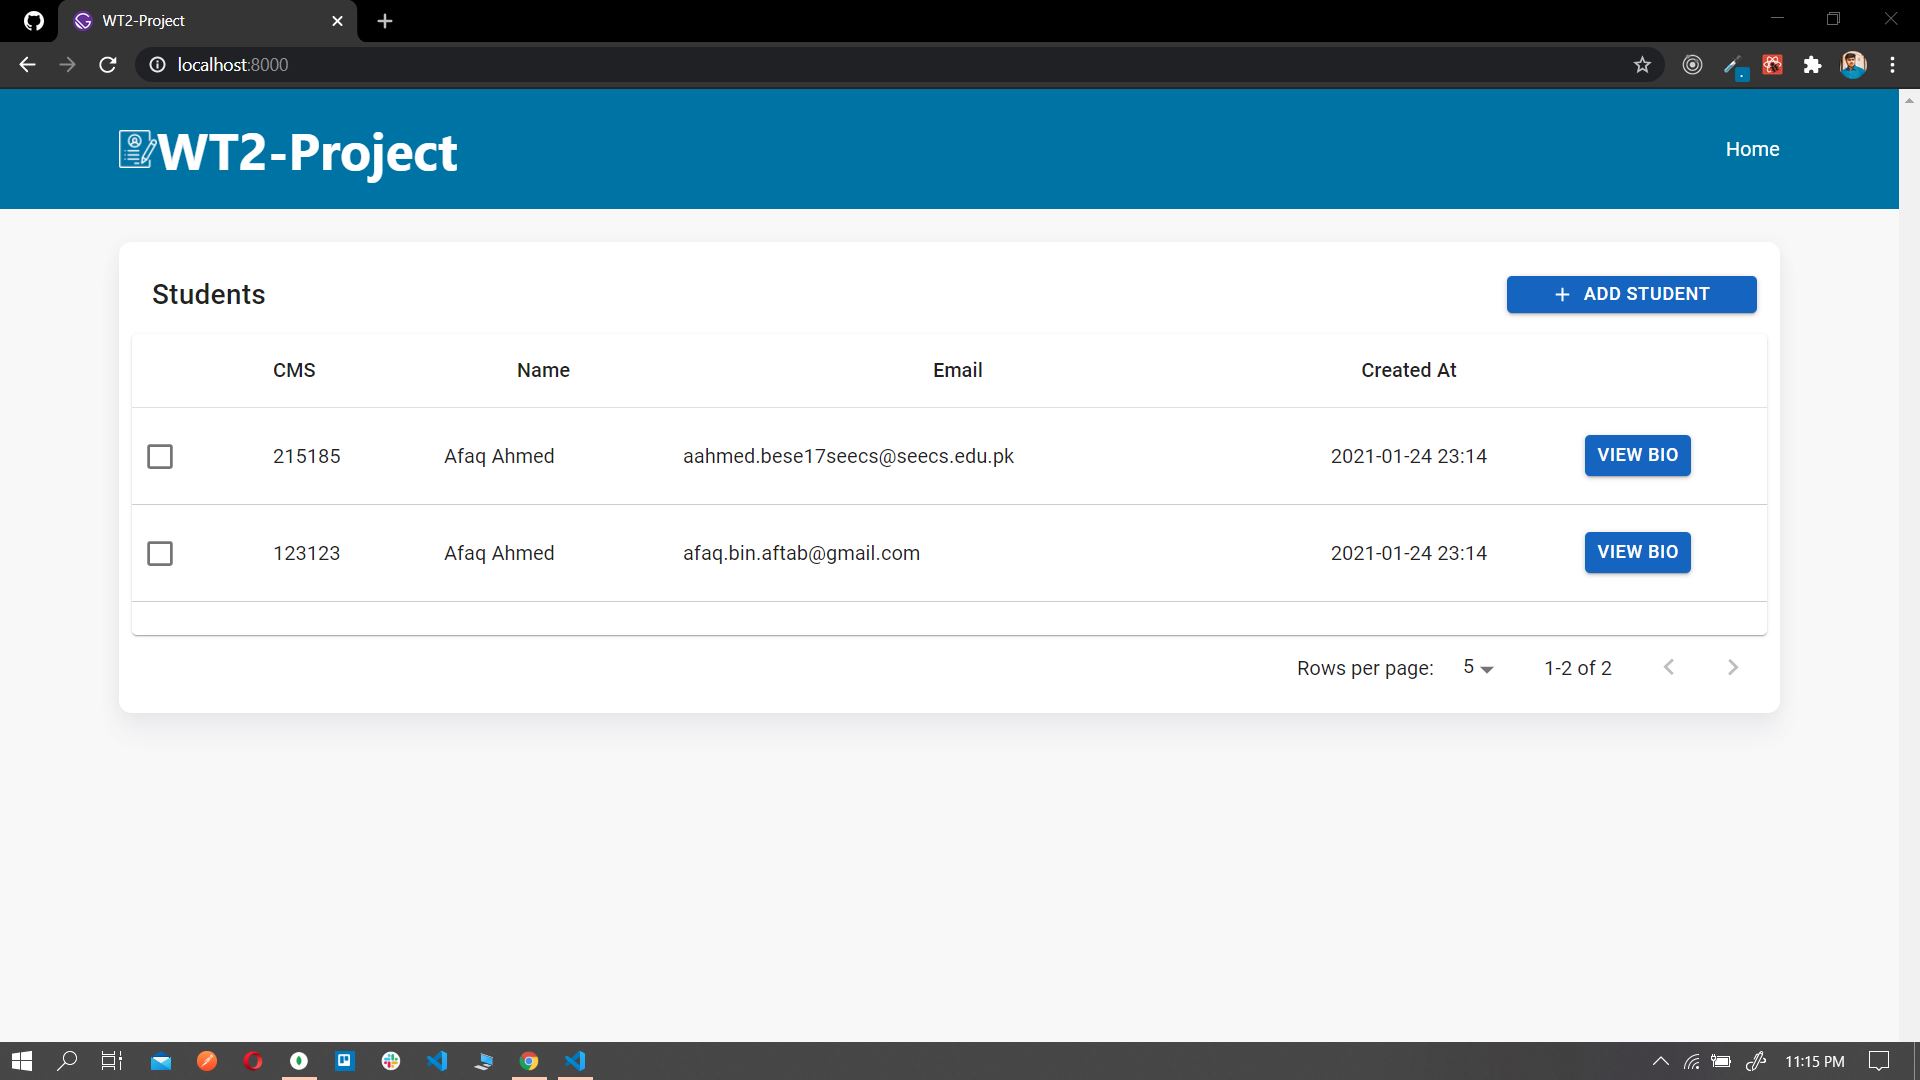 WT2-Project
localhost:8000
WT2-Project
Home
Students
+ ADD STUDENT
CMS Name Email Created At
215185 Afaq Ahmed aahmed.bese17seecs@seecs.edu.pk 2021-01-24 23:14 VIEW BIO
123123 Afaq Ahmed afaq.bin.aftab@gmail.com 2021-01-24 23:14 VIEW BIO
Rows per page: 5 1-2 of 2
11:15 PM